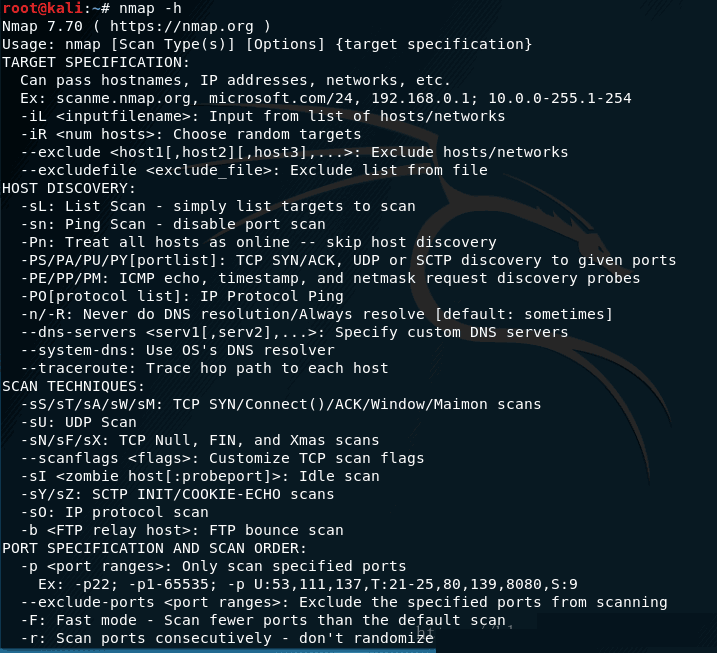 root@kali:~# nmap -h
Nmap 7.70 ( https://nmap.org )
Usage: nmap [Scan Type(s)] [Options] {target specification}
TARGET SPECIFICATION:
  Can pass hostnames, IP addresses, networks, etc.
  Ex: scanme.nmap.org, microsoft.com/24, 192.168.0.1; 10.0.0-255.1-254
  -iL <inputfilename>: Input from list of hosts/networks
  -iR <num hosts>: Choose random targets
  --exclude <host1[,host2][,host3],...>: Exclude hosts/networks
  --excludefile <exclude_file>: Exclude list from file
HOST DISCOVERY:
  -sL: List Scan - simply list targets to scan
  -sn: Ping Scan - disable port scan
  -Pn: Treat all hosts as online -- skip host discovery
  -PS/PA/PU/PY[portlist]: TCP SYN/ACK, UDP or SCTP discovery to given ports
  -PE/PP/PM: ICMP echo, timestamp, and netmask request discovery probes
  -PO[protocol list]: IP Protocol Ping
  -n/-R: Never do DNS resolution/Always resolve [default: sometimes]
  --dns-servers <serv1[,serv2],...>: Specify custom DNS servers
  --system-dns: Use OS's DNS resolver
  --traceroute: Trace hop path to each host
SCAN TECHNIQUES:
  -sS/sT/sA/sW/sM: TCP SYN/Connect()/ACK/Window/Maimon scans
  -sU: UDP Scan
  -sN/sF/sX: TCP Null, FIN, and Xmas scans
  --scanflags <flags>: Customize TCP scan flags
  -sI <zombie host[:probeport]>: Idle scan
  -sY/sZ: SCTP INIT/COOKIE-ECHO scans
  -sO: IP protocol scan
  -b <FTP relay host>: FTP bounce scan
PORT SPECIFICATION AND SCAN ORDER:
  -p <port ranges>: Only scan specified ports
    Ex: -p22; -p1-65535; -p U:53,111,137,T:21-25,80,139,8080,S:9
  --exclude-ports <port ranges>: Exclude the specified ports from scanning
  -F: Fast mode - Scan fewer ports than the default scan
  -r: Scan ports consecutively - don't randomize